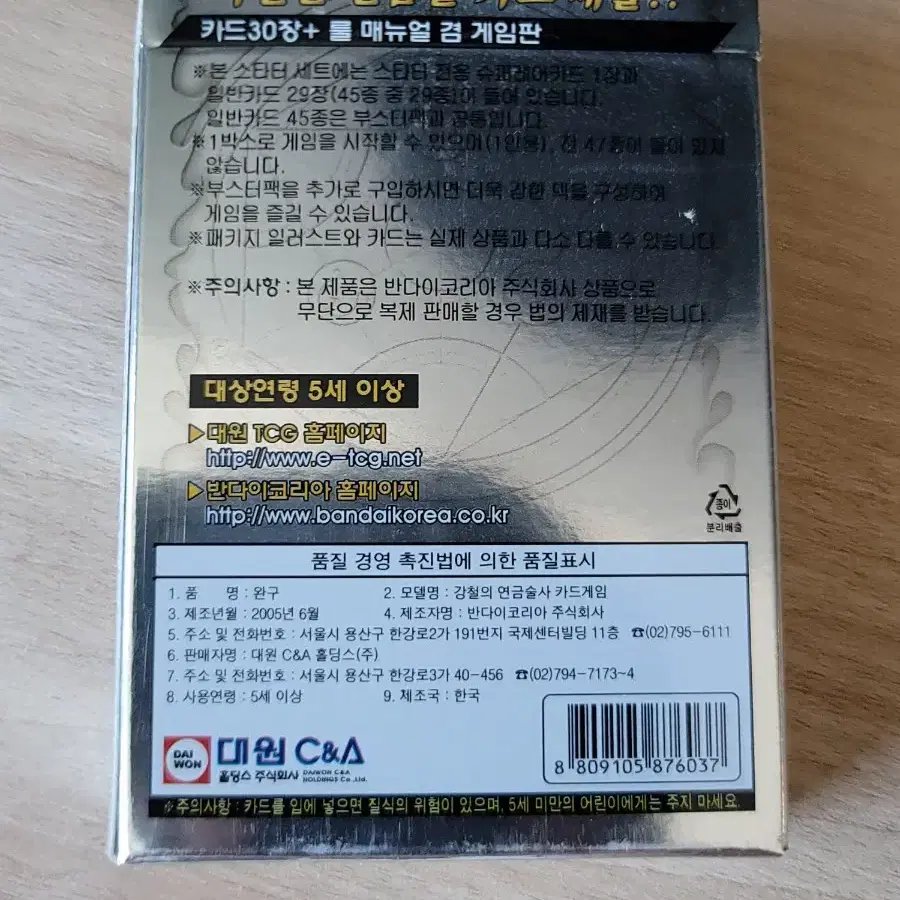 카드30장+ 룰 매뉴얼 겸 게임판
※본 스타터 세트에는 스타터 전용 슈퍼레어카드 1장과
일반카드 29장(45종 중 29종)이 들어 있습니다.
일반카드 45종은 부스터팩과 공통입니다.
※1박스로 게임을 시작할 수 있으며(1인용), 전 47종이 들어 있지
않습니다.
※부스터팩을 추가로 구입하시면 더욱 강한 덱을 구성하여
게임을 즐길 수 있습니다.
※패키지 일러스트와 카드는 실제 상품과 다소 다를 수 있습니다.
※주의사항 : 본 제품은 반다이코리아 주식회사 상품으로
무단으로 복제 판매할 경우 법의 제재를 받습니다.
대상연령 5세 이상
▶대원 TCG 홈페이지
http://www.e-tcg.net
▶반다이코리아 홈페이지
http://www.bandaikorea.co.kr
종이
분리배출
품질 경영 촉진법에 의한 품질표시
1. 품 명 : 완구 2. 모델명 : 강철의 연금술사 카드게임
3. 제조년월 : 2005년 6월 4. 제조자명 : 반다이코리아 주식회사
5. 주소 및 전화번호 : 서울시 용산구 한강로2가 191번지 국제센터빌딩 11층 ☎(02)795-6111
6. 판매자명 : 대원 C&A 홀딩스(주)
7. 주소 및 전화번호 : 서울시 용산구 한강로3가 40-456 ☎(02)794-7173~4
8. 사용연령 : 5세 이상 9. 제조국 : 한국
DAI WON 대원 C&A
홀딩스 주식회사 DAIWON C&A HOLDINGS Co.,Ltd.
8 809105 876037
※주의사항 : 카드를 입에 넣으면 질식의 위험이 있으며, 5세 미만의 어린이에게는 주지 마세요.